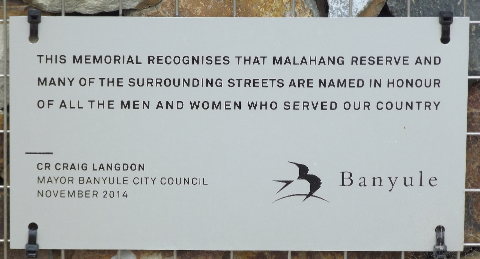 THIS MEMORIAL RECOGNISES THAT MALAHANG RESERVE AND
MANY OF THE SURROUNDING STREETS ARE NAMED IN HONOUR
OF ALL THE MEN AND WOMEN WHO SERVED OUR COUNTRY
CR CRAIG LANGDON
MAYOR BANYULE CITY COUNCIL
NOVEMBER 2014
Banyule